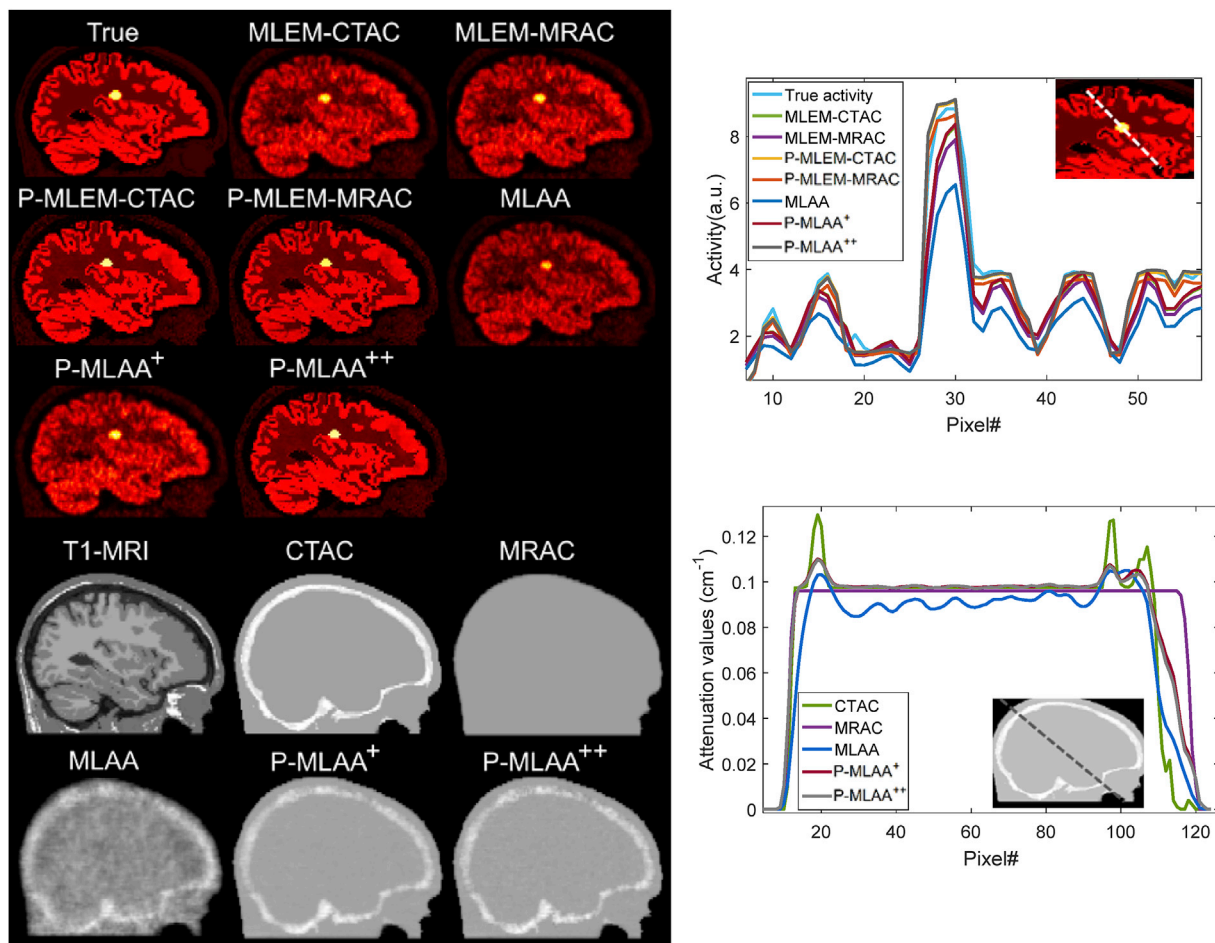 True MLEM-CTAC MLEM-MRAC
P-MLEM-CTAC P-MLEM-MRAC MLAA
P-MLAA⁺ P-MLAA⁺⁺
T1-MRI CTAC MRAC
MLAA P-MLAA⁺ P-MLAA⁺⁺
Activity(a.u.)
8
6
4
2
True activity
MLEM-CTAC
MLEM-MRAC
P-MLEM-CTAC
P-MLEM-MRAC
MLAA
P-MLAA⁺
P-MLAA⁺⁺
10 20 30 40 50
Pixel#
Attenuation values (cm⁻¹)
0.12
0.1
0.08
0.06
0.04
0.02
0
CTAC
MRAC
MLAA
P-MLAA⁺
P-MLAA⁺⁺
20 40 60 80 100 120
Pixel#